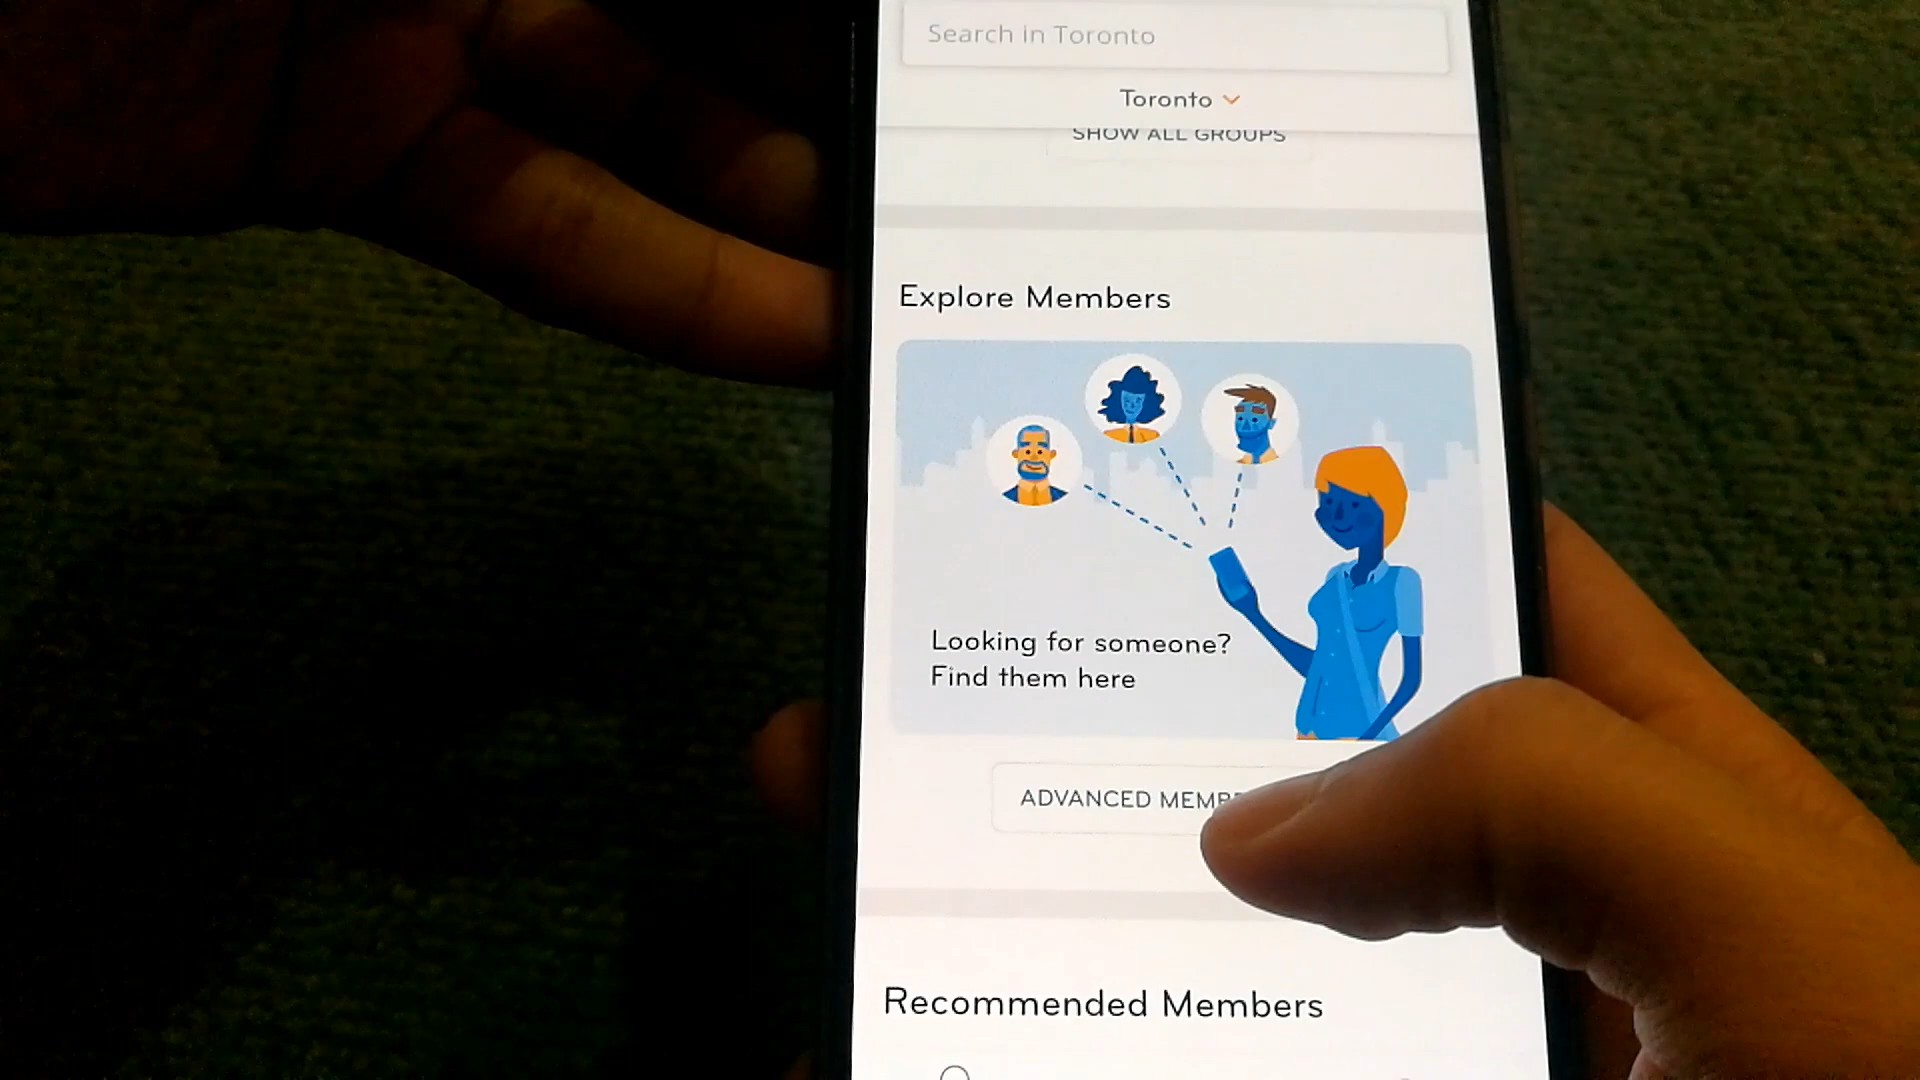 Search in Toronto
Toronto
SHOW ALL GROUPS
Explore Members
Looking for someone?
Find them here
ADVANCED
Recommended Members